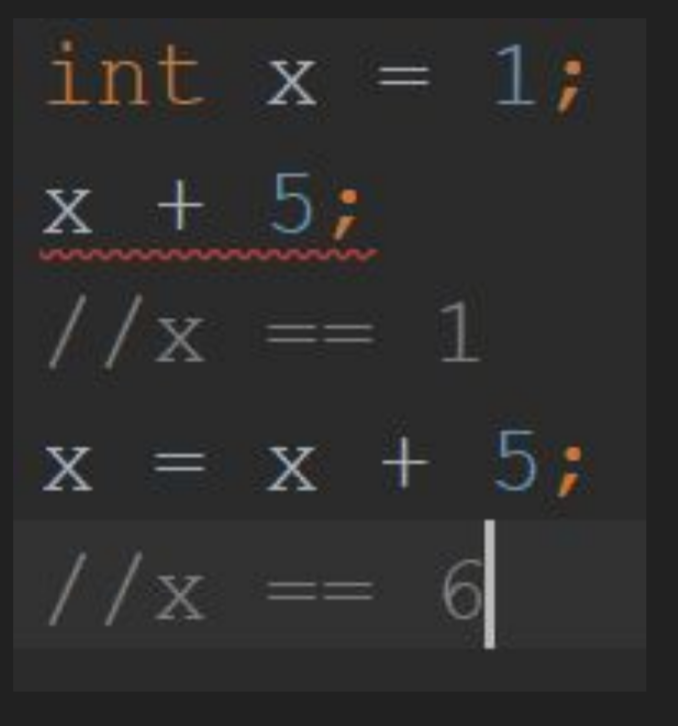 int x = 1;
x + 5;
//x == 1
x = x + 5;
//x == 6